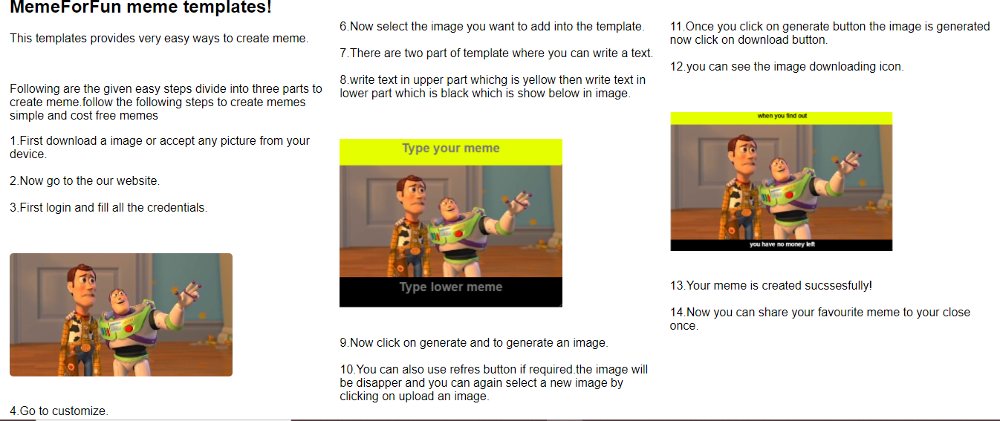 MemeForFun meme templates!
This templates provides very easy ways to create meme.
Following are the given easy steps divide into three parts to
create meme.follow the following steps to create memes
simple and cost free memes
1.First download a image or accept any picture from your
device.
2.Now go to the our website.
3.First login and fill all the credentials.
4.Go to customize.
6.Now select the image you want to add into the template.
7.There are two part of template where you can write a text.
8.write text in upper part whichg is yellow then write text in
lower part which is black which is show below in image.
Type your meme
Type lower meme
9.Now click on generate and to generate an image.
10.You can also use refres button if required.the image will
be disapper and you can again select a new image by
clicking on upload an image.
11.Once you click on generate button the image is generated
now click on download button.
12.you can see the image downloading icon.
when you find out
you have no money left
13.Your meme is created sucssesfully!
14.Now you can share your favourite meme to your close
once.